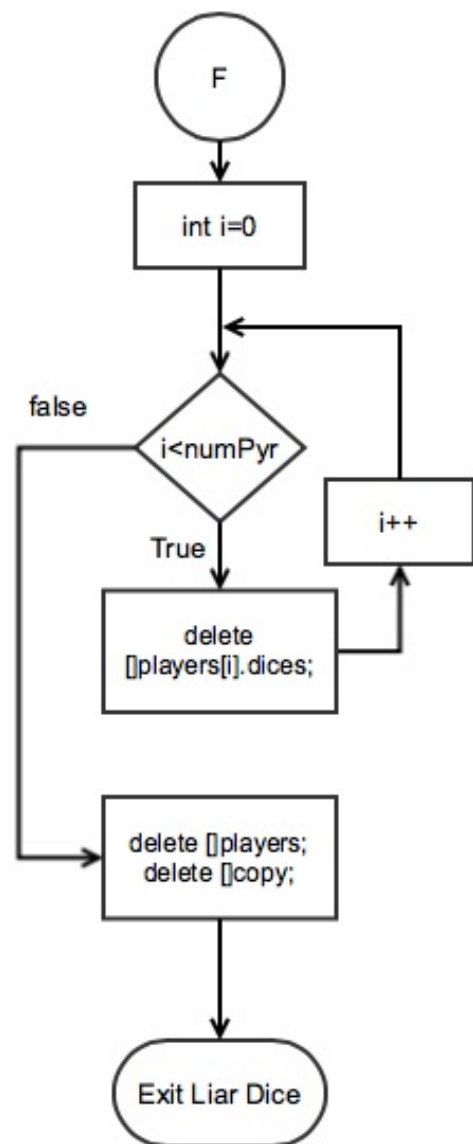 F
int i=0
false
i<numPyr
i++
True
delete
[]players[i].dices;
delete []players;
delete []copy;
Exit Liar Dice